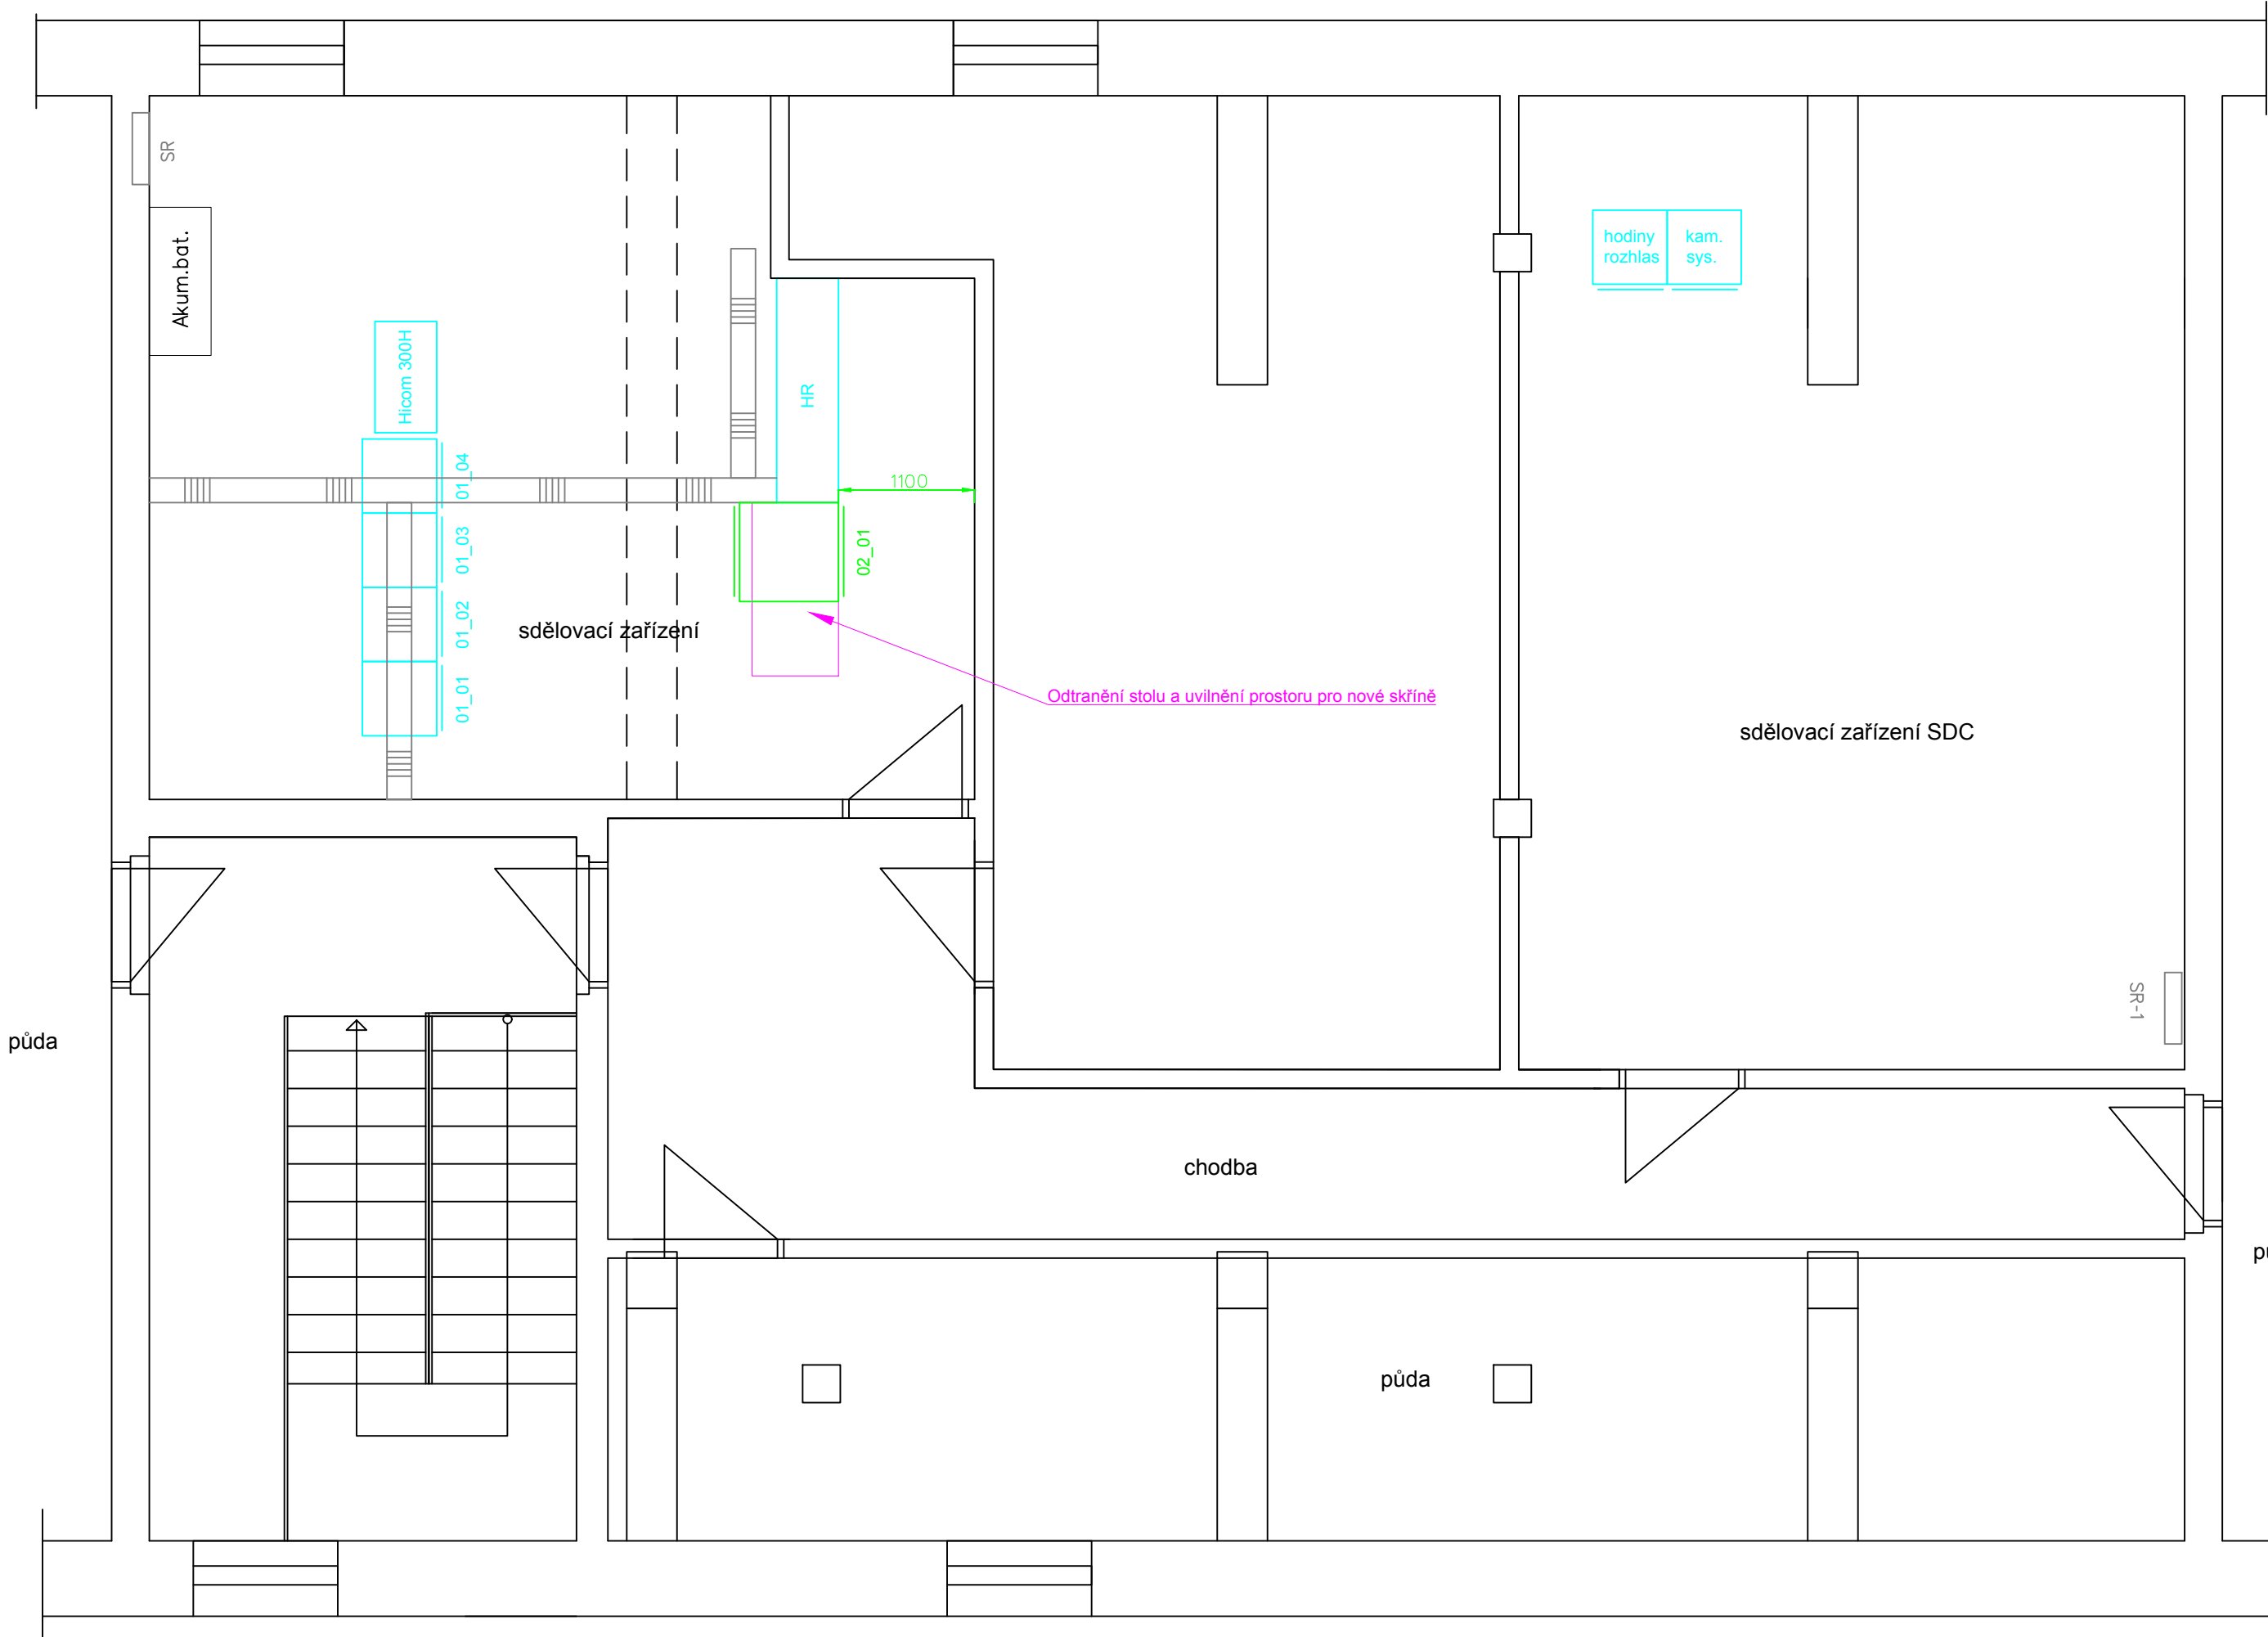 SR
Akum.bat.
hodiny
rozhlas
kam.
sys.
Hicom 300H
HR
01_04
1100
01_03
02_01
01_02
sdělovací zařízení
01_01
Odtranění stolu a uvilnění prostoru pro nové skříně
sdělovací zařízení SDC
SR-1
půda
chodba
půda